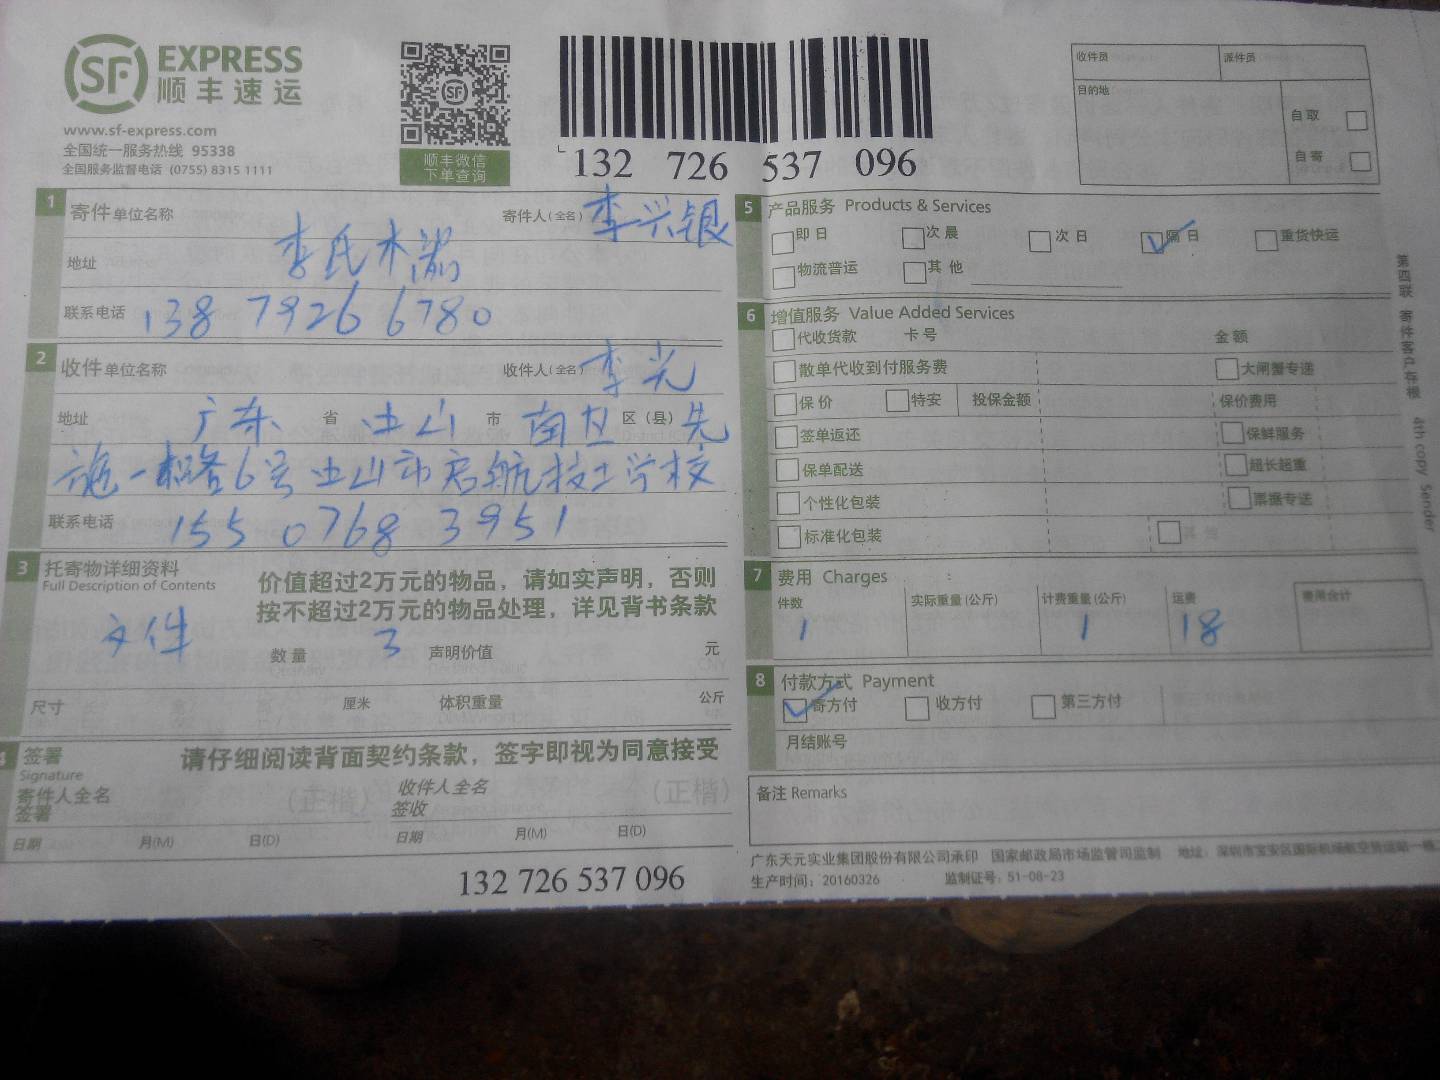 SF EXPRESS
顺丰速运
www.sf-express.com
全国统一服务热线 95338
全国服务监督电话 (0755) 8315 1111
SF
顺丰微信
下单查询
132 726 537 096
收件员 派件员
目的地
自取
自寄
1 寄件单位名称 寄件人(全名) 李兴银
李氏木器
地址
联系电话 138 7926 6780
2 收件单位名称 收件人(全名) 李光
地址 广东 省 中山 市 南区 区(县) 先
施一路6号中山市启航技工学校
联系电话 155 0768 3951
3 托寄物详细资料
Full Description of Contents
价值超过2万元的物品，请如实声明，否则
按不超过2万元的物品处理，详见背书条款
文件 数量 3 声明价值 元
尺寸 厘米 体积重量 公斤
签署
Signature
请仔细阅读背面契约条款，签字即视为同意接受
寄件人全名
签署
(正楷)
收件人全名
签收
(正楷)
日期 月(M) 日(D) 日期 月(M) 日(D)
132 726 537 096
5 产品服务 Products & Services
即日 次晨 次日 隔日 重货快运
物流普运 其他
6 增值服务 Value Added Services
代收货款 卡号 金额
散单代收到付服务费 大闸蟹专递
保价 特安 投保金额 保价费用
签单返还 保鲜服务
保单配送 超长超重
个性化包装 票据专送
标准化包装 其他
7 费用 Charges
件数 实际重量(公斤) 计费重量(公斤) 运费 费用合计
1 1 18
8 付款方式 Payment
寄方付 收方付 第三方付
月结账号
备注 Remarks
广东天元实业集团股份有限公司承印 国家邮政局市场监管司监制 地址：深圳市宝安区国际机场航空货运站一楼
生产时间：20160326 监制证号：51-08-23
第四联 寄件客户存根 4th copy Sender